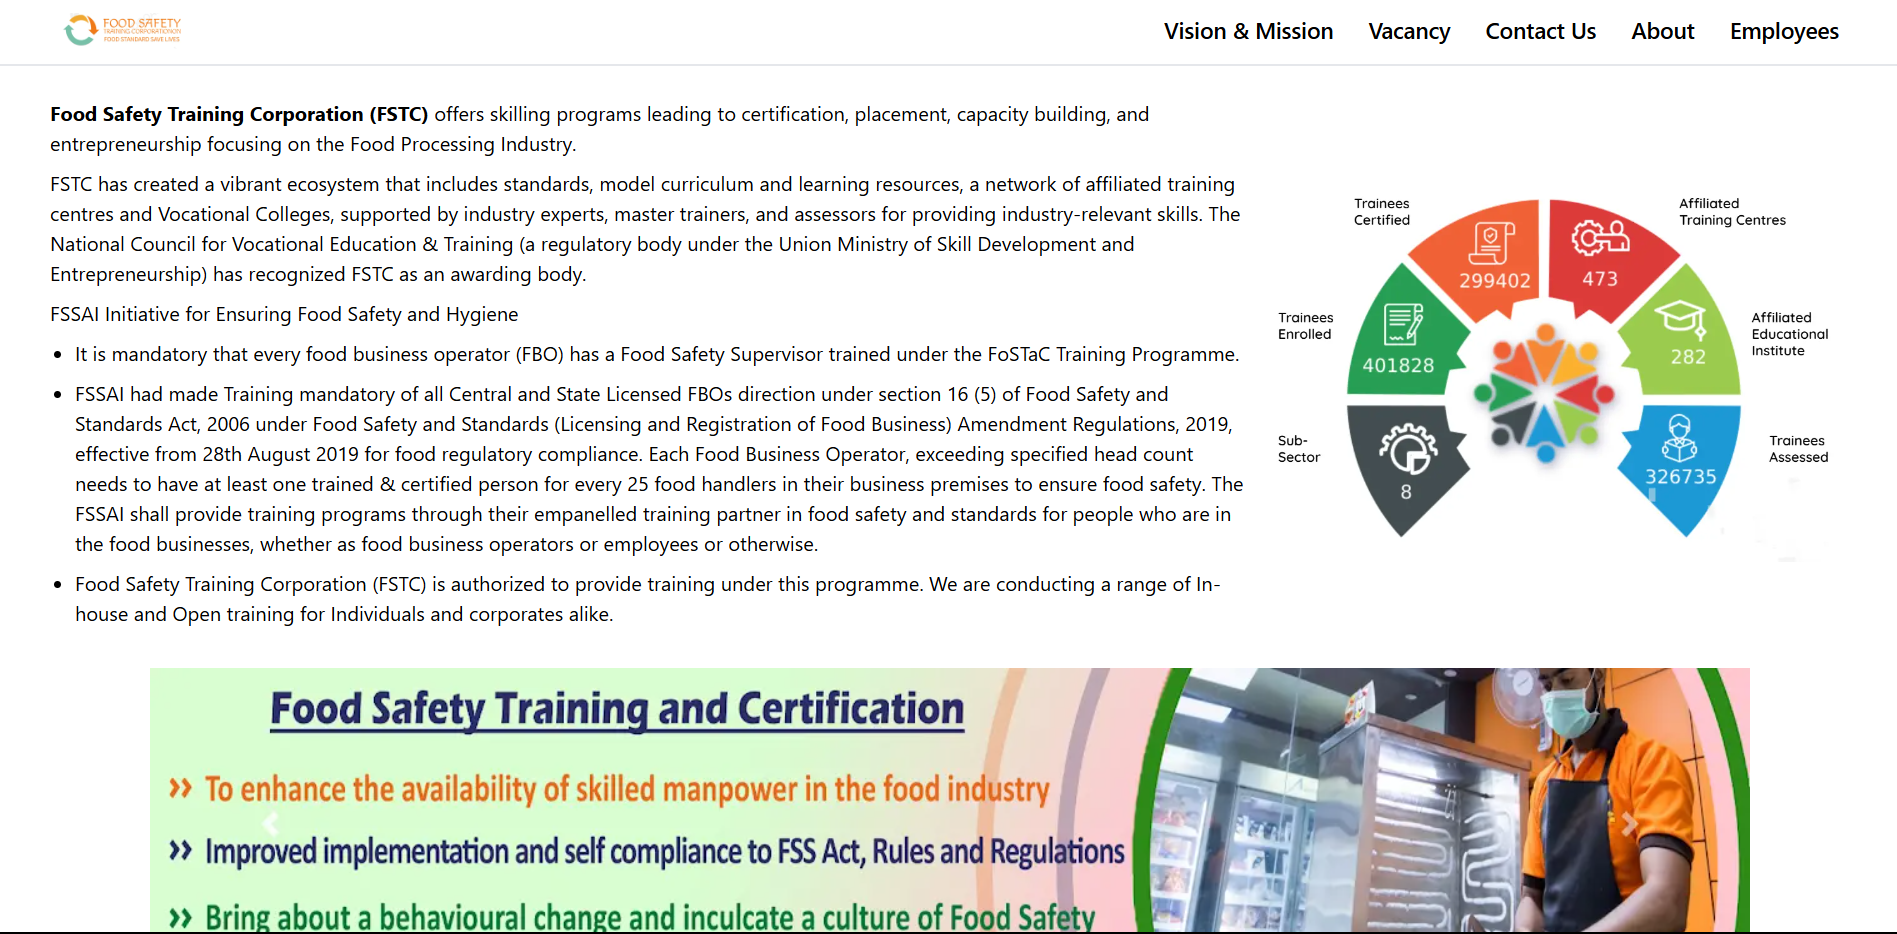 FOOD SAFETY
TRAINING CORPORATIONON
FOOD STANDARD SAVE LIVES
Vision & Mission Vacancy Contact Us About Employees
Food Safety Training Corporation (FSTC) offers skilling programs leading to certification, placement, capacity building, and
entrepreneurship focusing on the Food Processing Industry.
FSTC has created a vibrant ecosystem that includes standards, model curriculum and learning resources, a network of affiliated training
centres and Vocational Colleges, supported by industry experts, master trainers, and assessors for providing industry-relevant skills. The
National Council for Vocational Education & Training (a regulatory body under the Union Ministry of Skill Development and
Entrepreneurship) has recognized FSTC as an awarding body.
FSSAI Initiative for Ensuring Food Safety and Hygiene
• It is mandatory that every food business operator (FBO) has a Food Safety Supervisor trained under the FoSTaC Training Programme.
• FSSAI had made Training mandatory of all Central and State Licensed FBOs direction under section 16 (5) of Food Safety and
Standards Act, 2006 under Food Safety and Standards (Licensing and Registration of Food Business) Amendment Regulations, 2019,
effective from 28th August 2019 for food regulatory compliance. Each Food Business Operator, exceeding specified head count
needs to have at least one trained & certified person for every 25 food handlers in their business premises to ensure food safety. The
FSSAI shall provide training programs through their empanelled training partner in food safety and standards for people who are in
the food businesses, whether as food business operators or employees or otherwise.
• Food Safety Training Corporation (FSTC) is authorized to provide training under this programme. We are conducting a range of In-
house and Open training for Individuals and corporates alike.
Trainees
Certified
299402
Affiliated
Training Centres
473
Trainees
Enrolled
401828
Affiliated
Educational
Institute
282
Sub-
Sector
8
Trainees
Assessed
326735
Food Safety Training and Certification
To enhance the availability of skilled manpower in the food industry
Improved implementation and self compliance to FSS Act, Rules and Regulations
Bring about a behavioural change and inculcate a culture of Food Safety